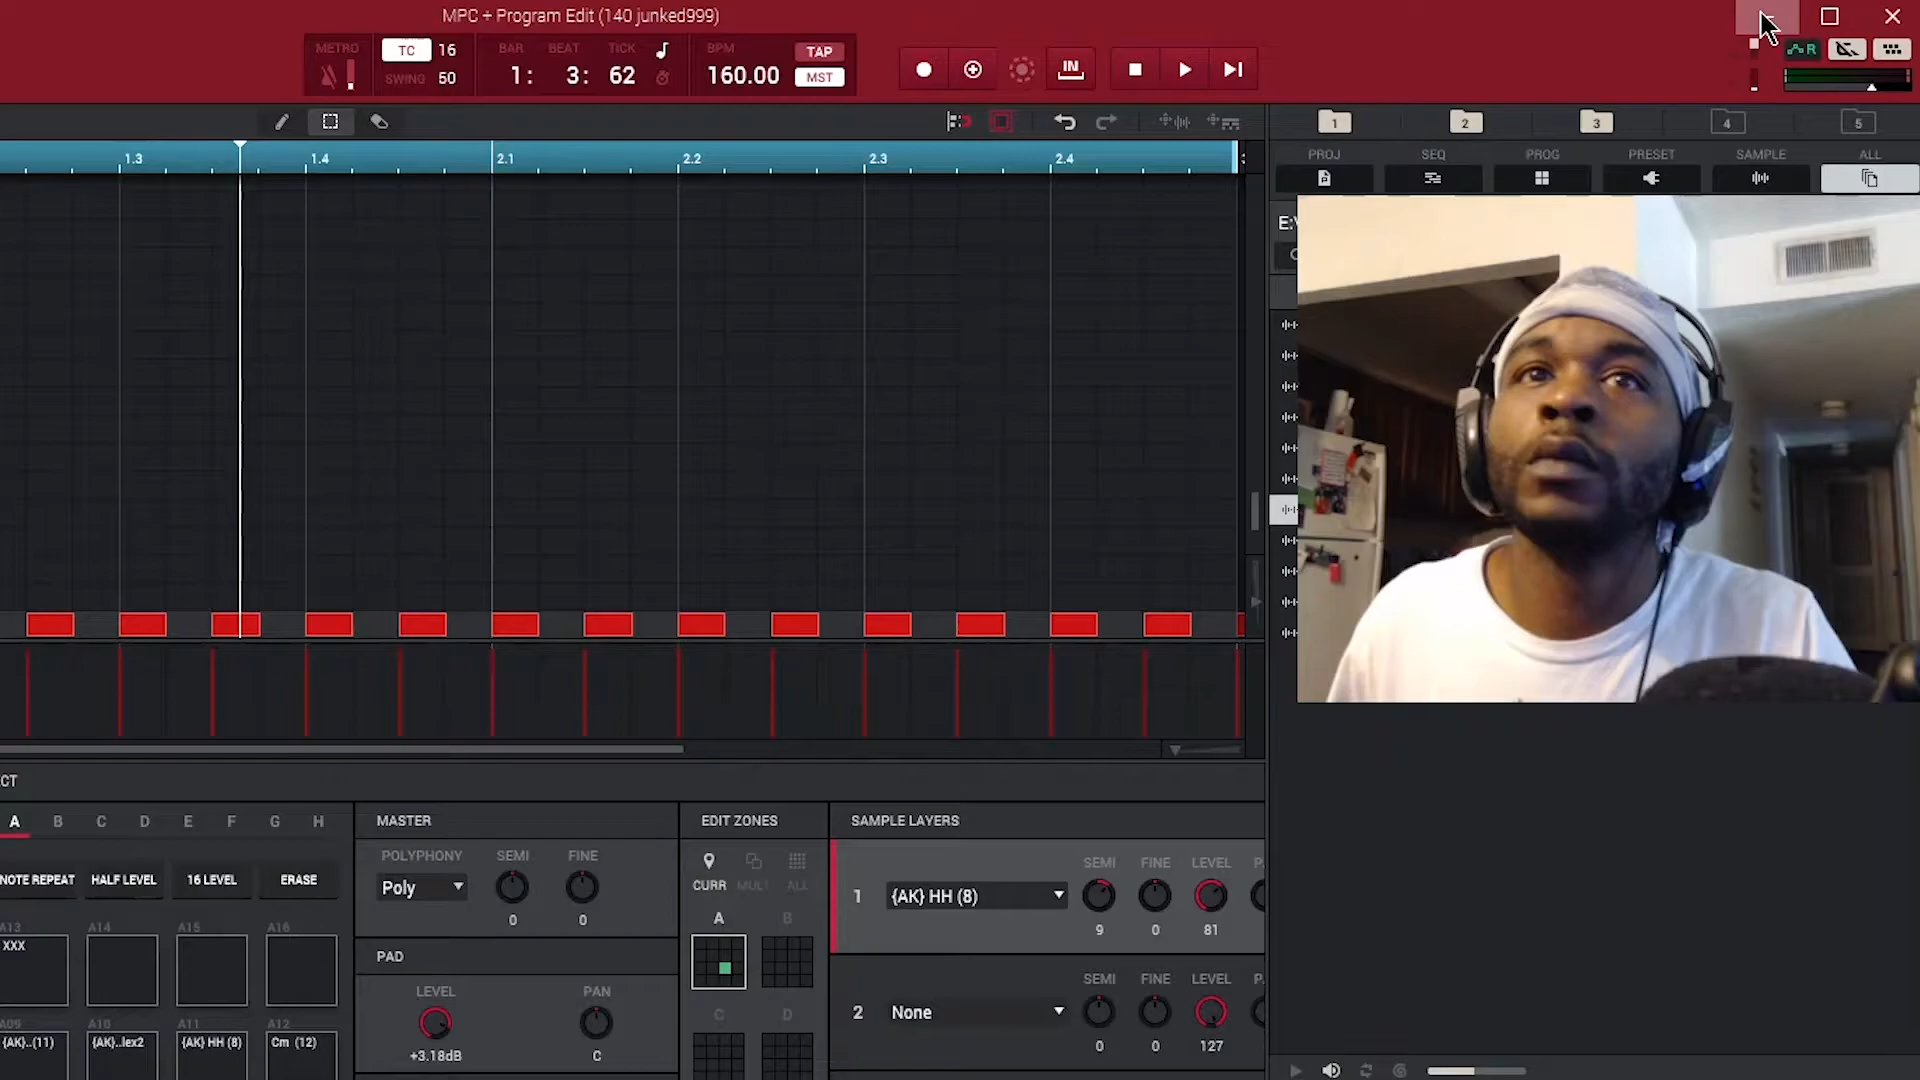 MPC + Program Edit (140 junked999)
METRO
TC 16
SWING 50
BAR BEAT TICK
1: 3: 62
BPM
160.00
TAP
MST
IN
R
1 2 3 4 5
PROJ SEQ PROG PRESET SAMPLE ALL
1.3 1.4 2.1 2.2 2.3 2.4
E:\
CT
A B C D E F G H
NOTE REPEAT HALF LEVEL 16 LEVEL ERASE
A13 A14 A15 A16
XXX
A09 A10 A11 A12
{AK}..(11) {AK}..lex2 {AK} HH (8) Cm (12)
MASTER
POLYPHONY SEMI FINE
Poly
0 0
PAD
LEVEL PAN
+3.18dB C
EDIT ZONES
CURR MULT ALL
A B
C D
SAMPLE LAYERS
SEMI FINE LEVEL
1 {AK} HH (8)
9 0 81
SEMI FINE LEVEL
2 None
0 0 127